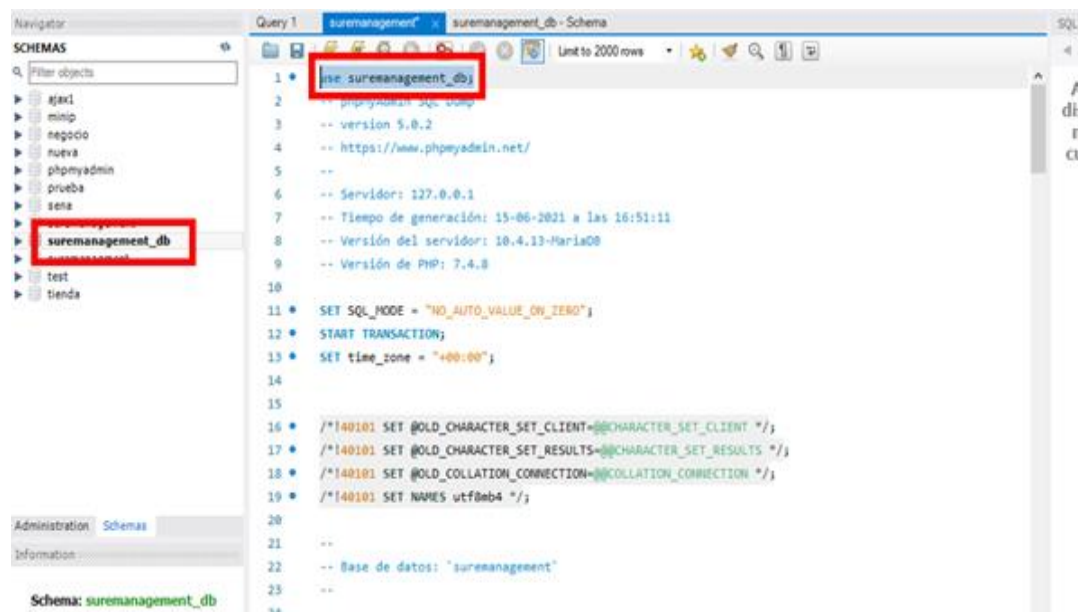 Navigator
SCHEMAS
Filter objects
ajax1
minip
negocio
nueva
phpmyadmin
prueba
sena
suremanagement_db
test
tienda
Administration Schemas
Information
Schema: suremanagement_db
Query 1 suremanagement* x suremanagement_db - Schema
Limit to 2000 rows
1 use suremanagement_db;
2 -- phpMyAdmin SQL Dump
3 -- version 5.0.2
4 -- https://www.phpmyadmin.net/
5 --
6 -- Servidor: 127.0.0.1
7 -- Tiempo de generación: 15-06-2021 a las 16:51:11
8 -- Versión del servidor: 10.4.13-MariaDB
9 -- Versión de PHP: 7.4.8
10
11 SET SQL_MODE = "NO_AUTO_VALUE_ON_ZERO";
12 START TRANSACTION;
13 SET time_zone = "+00:00";
14
15
16 /*!40101 SET @OLD_CHARACTER_SET_CLIENT=@@CHARACTER_SET_CLIENT */;
17 /*!40101 SET @OLD_CHARACTER_SET_RESULTS=@@CHARACTER_SET_RESULTS */;
18 /*!40101 SET @OLD_COLLATION_CONNECTION=@@COLLATION_CONNECTION */;
19 /*!40101 SET NAMES utf8mb4 */;
20
21 --
22 -- Base de datos: `suremanagement`
23 --
SQL